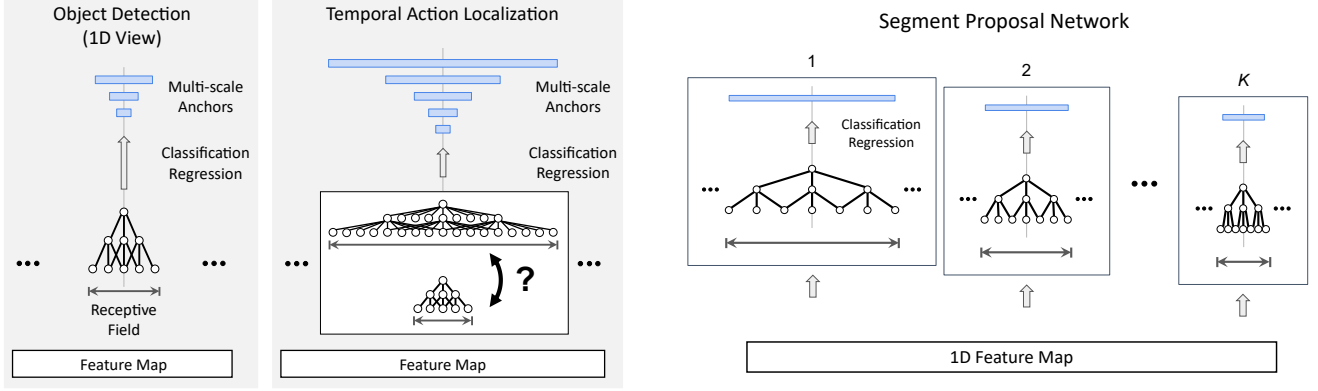 Object Detection
(1D View)
Multi-scale
Anchors
Classification
Regression
Receptive
Field
Feature Map
Temporal Action Localization
Multi-scale
Anchors
Classification
Regression
?
Feature Map
Segment Proposal Network
1
2
K
Classification
Regression
1D Feature Map